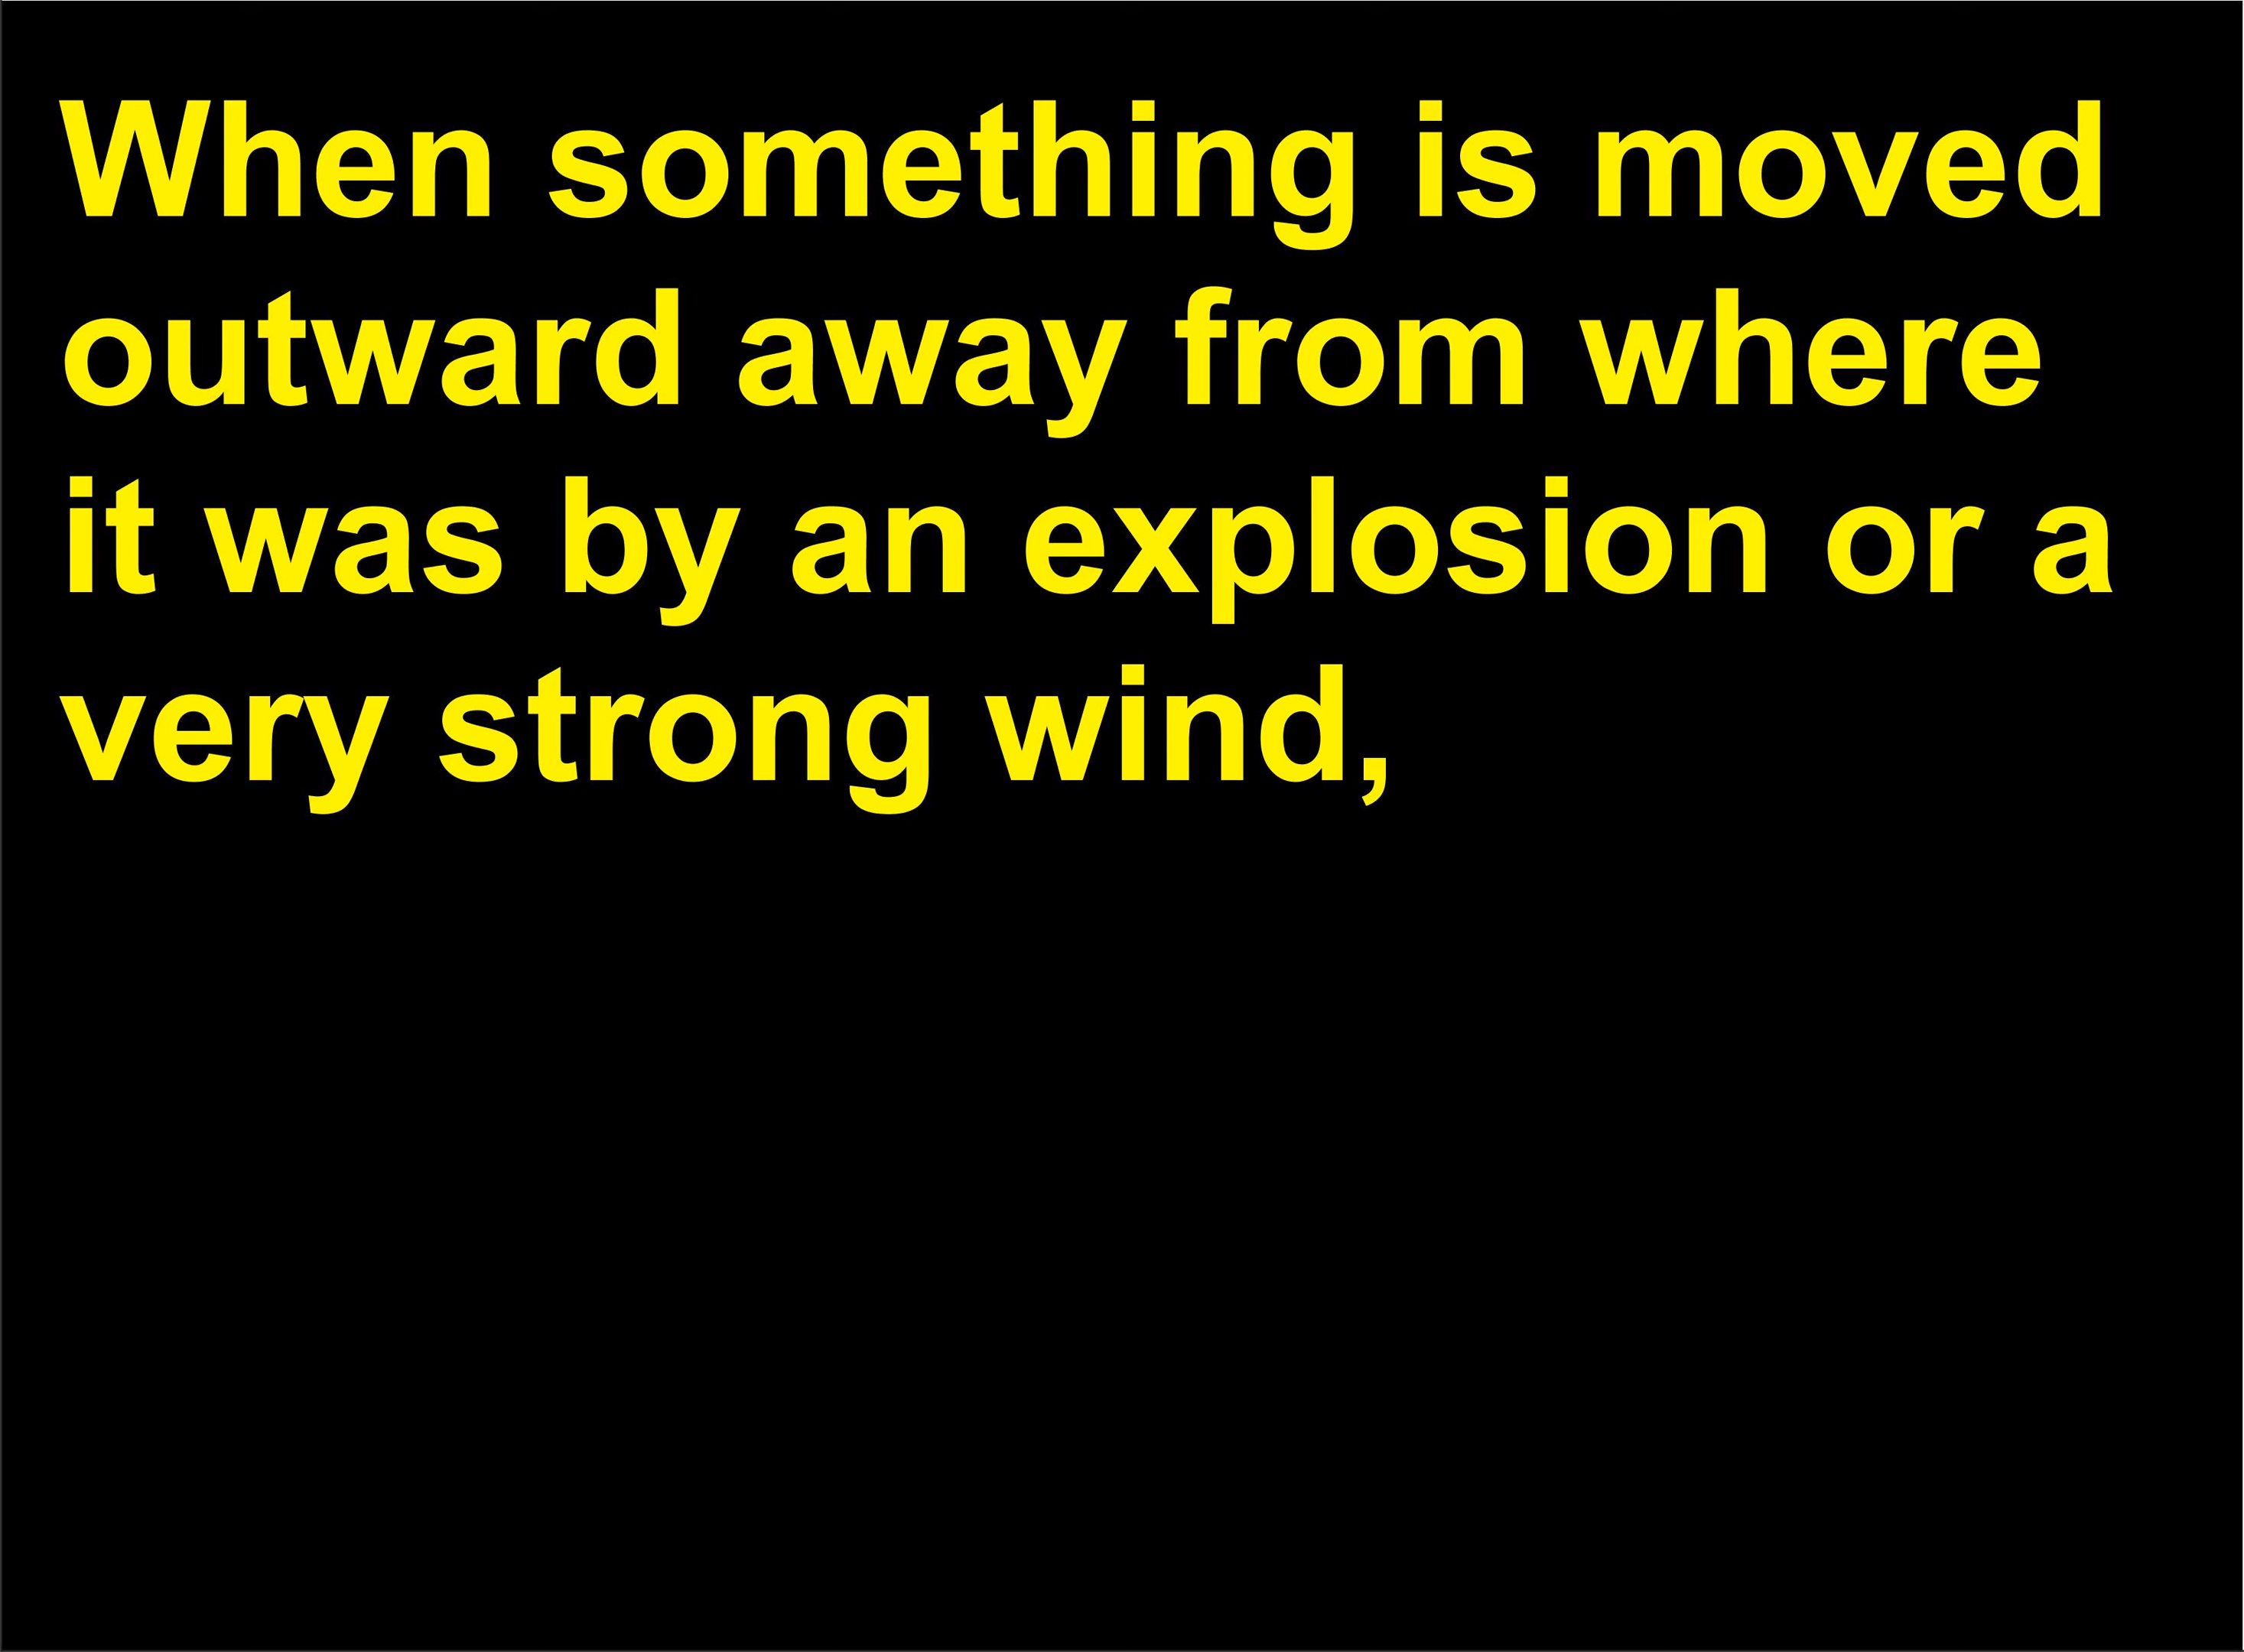 When something is moved
outward away from where
it was by an explosion or a
very strong wind,